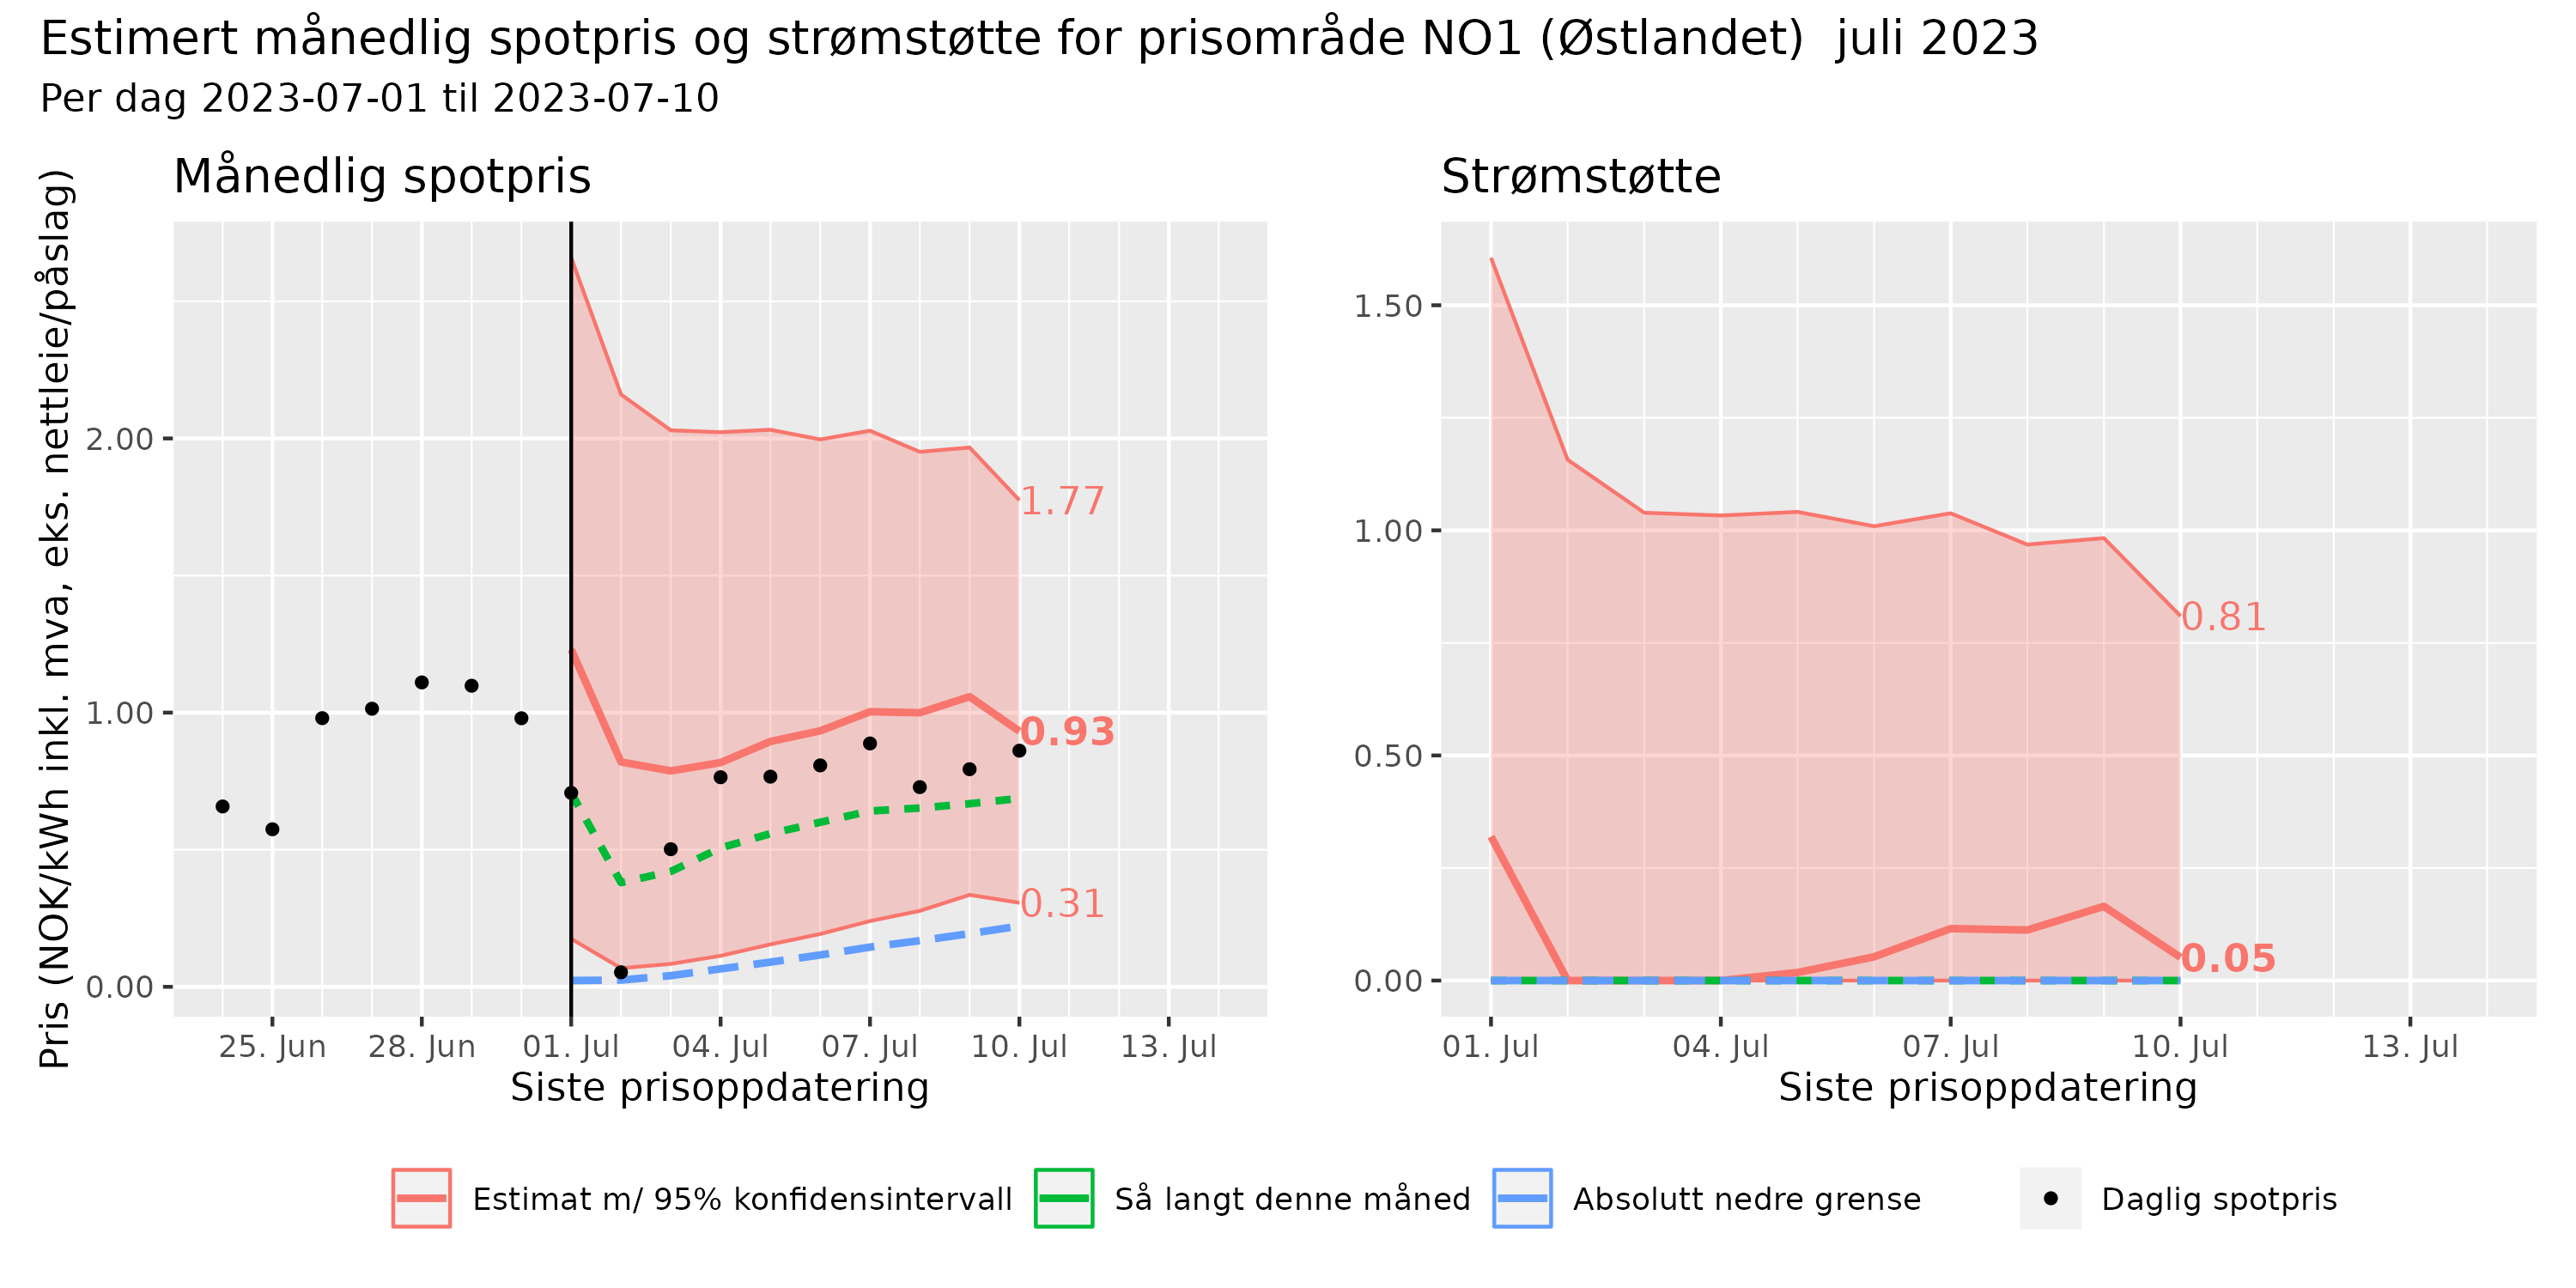 Estimert månedlig spotpris og strømstøtte for prisområde NO1 (Østlandet)  juli 2023
Per dag 2023-07-01 til 2023-07-10
Månedlig spotpris
Pris (NOK/kWh inkl. mva, eks. nettleie/påslag)
2.00
1.00
0.00
1.77
0.93
0.31
25. Jun 28. Jun 01. Jul 04. Jul 07. Jul 10. Jul 13. Jul
Siste prisoppdatering
Strømstøtte
1.50
1.00
0.50
0.00
0.81
0.05
01. Jul 04. Jul 07. Jul 10. Jul 13. Jul
Siste prisoppdatering
Estimat m/ 95% konfidensintervall Så langt denne måned Absolutt nedre grense Daglig spotpris